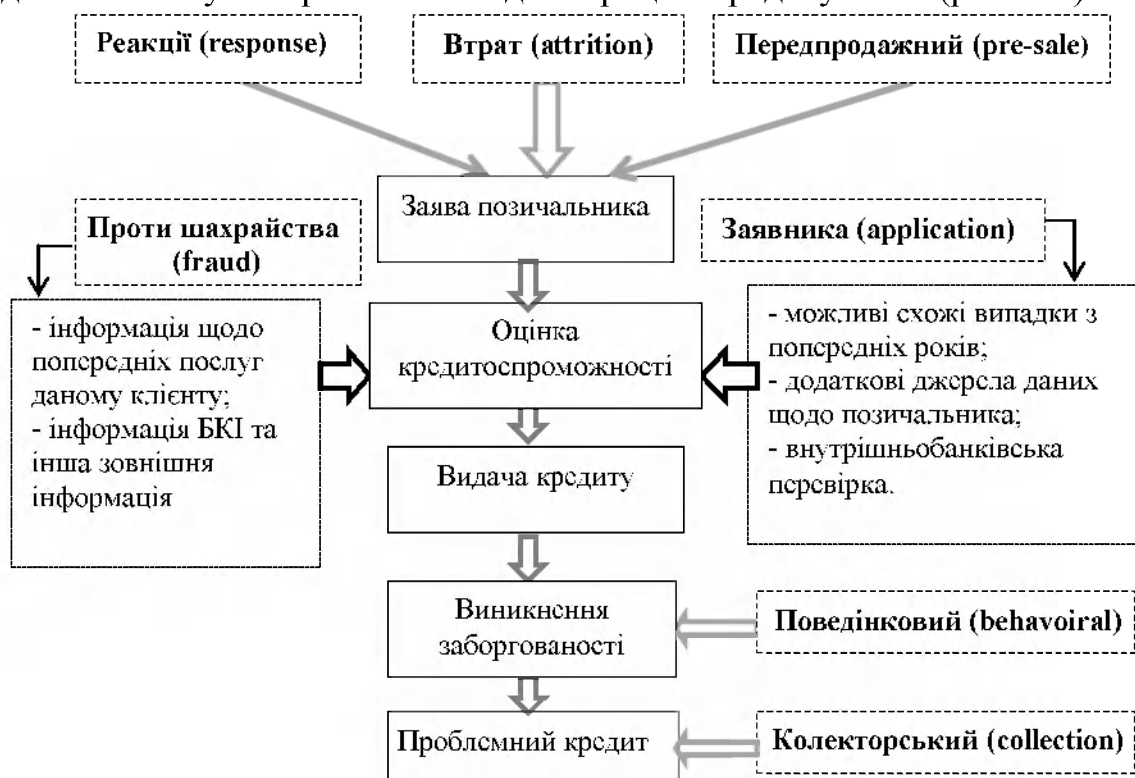 Реакції (response)
Втрат (attrition)
Передпродажний (pre-sale)
Заява позичальника
Проти шахрайства
(fraud)
Заявника (application)
- інформація щодо
попередніх послуг
даному клієнту;
- інформація БКІ та
інша зовнішня
інформація
Оцінка
кредитоспроможності
- можливі схожі випадки з
попередніх років;
- додаткові джерела даних
щодо позичальника;
- внутрішньобанківська
перевірка.
Видача кредиту
Виникнення
заборгованості
Поведінковий (behavoiral)
Проблемний кредит
Колекторський (collection)